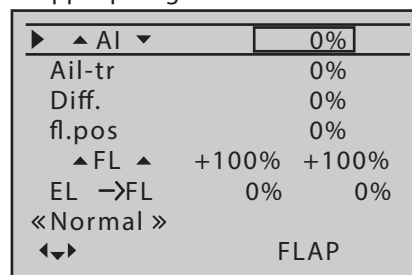 ▶ ▲ AI ▼ 0%
Ail-tr 0%
Diff. 0%
fl.pos 0%
▲ FL ▲ +100% +100%
EL →FL 0% 0%
«Normal »
FLAP